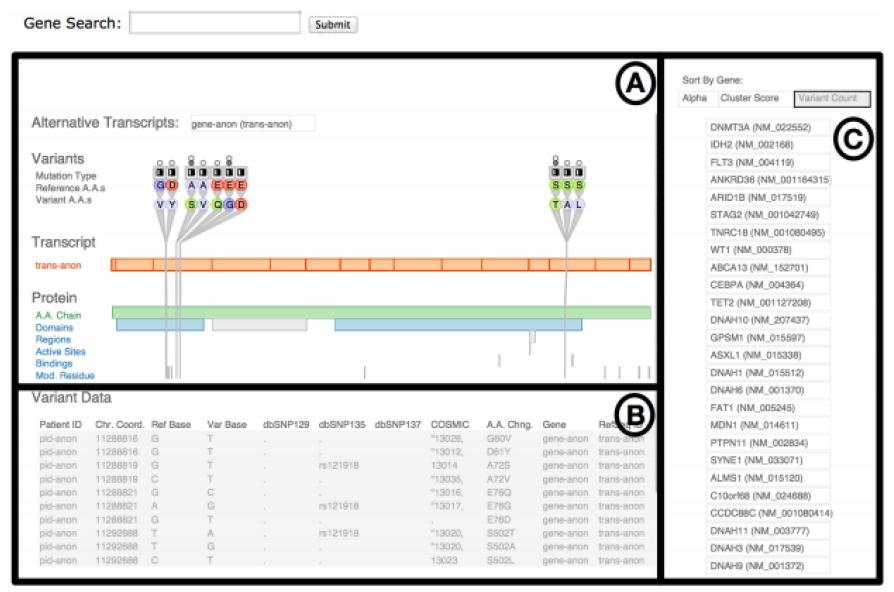 Gene Search: Submit
A
Alternative Transcripts: gene-anon (trans-anon)
Variants
Mutation Type
Reference A.A.s G D A A E E E S S S
Variant A.A.s V Y S V Q G D T A L
Transcript
trans-anon
Protein
A.A. Chain
Domains
Regions
Active Sites
Bindings
Mod. Residue
B
Variant Data
Patient ID Chr. Coord. Ref Base Var Base dbSNP129 dbSNP135 dbSNP137 COSMIC A.A. Chng. Gene
pid-anon 11288816 G T . . "13028, G60V gene-anon trans-anon
pid-anon 11288816 G T . . "13012, D61Y gene-anon trans-anon
pid-anon 11288819 G T . rs121918 13014 A72S gene-anon trans-anon
pid-anon 11288819 C T . . "13035, A72V gene-anon trans-anon
pid-anon 11288821 G C . . "13016, E76Q gene-anon trans-anon
pid-anon 11288821 A G . rs121918 "13017, E76G gene-anon trans-anon
pid-anon 11288821 G T . . . E76D gene-anon trans-anon
pid-anon 11292688 T A . rs121918 "13020, S502T gene-anon trans-anon
pid-anon 11292688 T G . . "13020, S502A gene-anon trans-anon
pid-anon 11292688 C T . . 13023 S502L gene-anon trans-anon
Sort By Gene:
Alpha Cluster Score Variant Count
C
DNMT3A (NM_022552)
IDH2 (NM_002168)
FLT3 (NM_004119)
ANKRD36 (NM_001164315)
ARID1B (NM_017519)
STAG2 (NM_001042749)
TNRC18 (NM_001080495)
WT1 (NM_000378)
ABCA13 (NM_152701)
CEBPA (NM_004364)
TET2 (NM_001127208)
DNAH10 (NM_207437)
GPSM1 (NM_015597)
ASXL1 (NM_015338)
DNAH1 (NM_015512)
DNAH6 (NM_001370)
FAT1 (NM_005245)
MDN1 (NM_014611)
PTPN11 (NM_002834)
SYNE1 (NM_033071)
ALMS1 (NM_015120)
C10orf68 (NM_024688)
CCDC88C (NM_001080414)
DNAH11 (NM_003777)
DNAH3 (NM_017539)
DNAH9 (NM_001372)